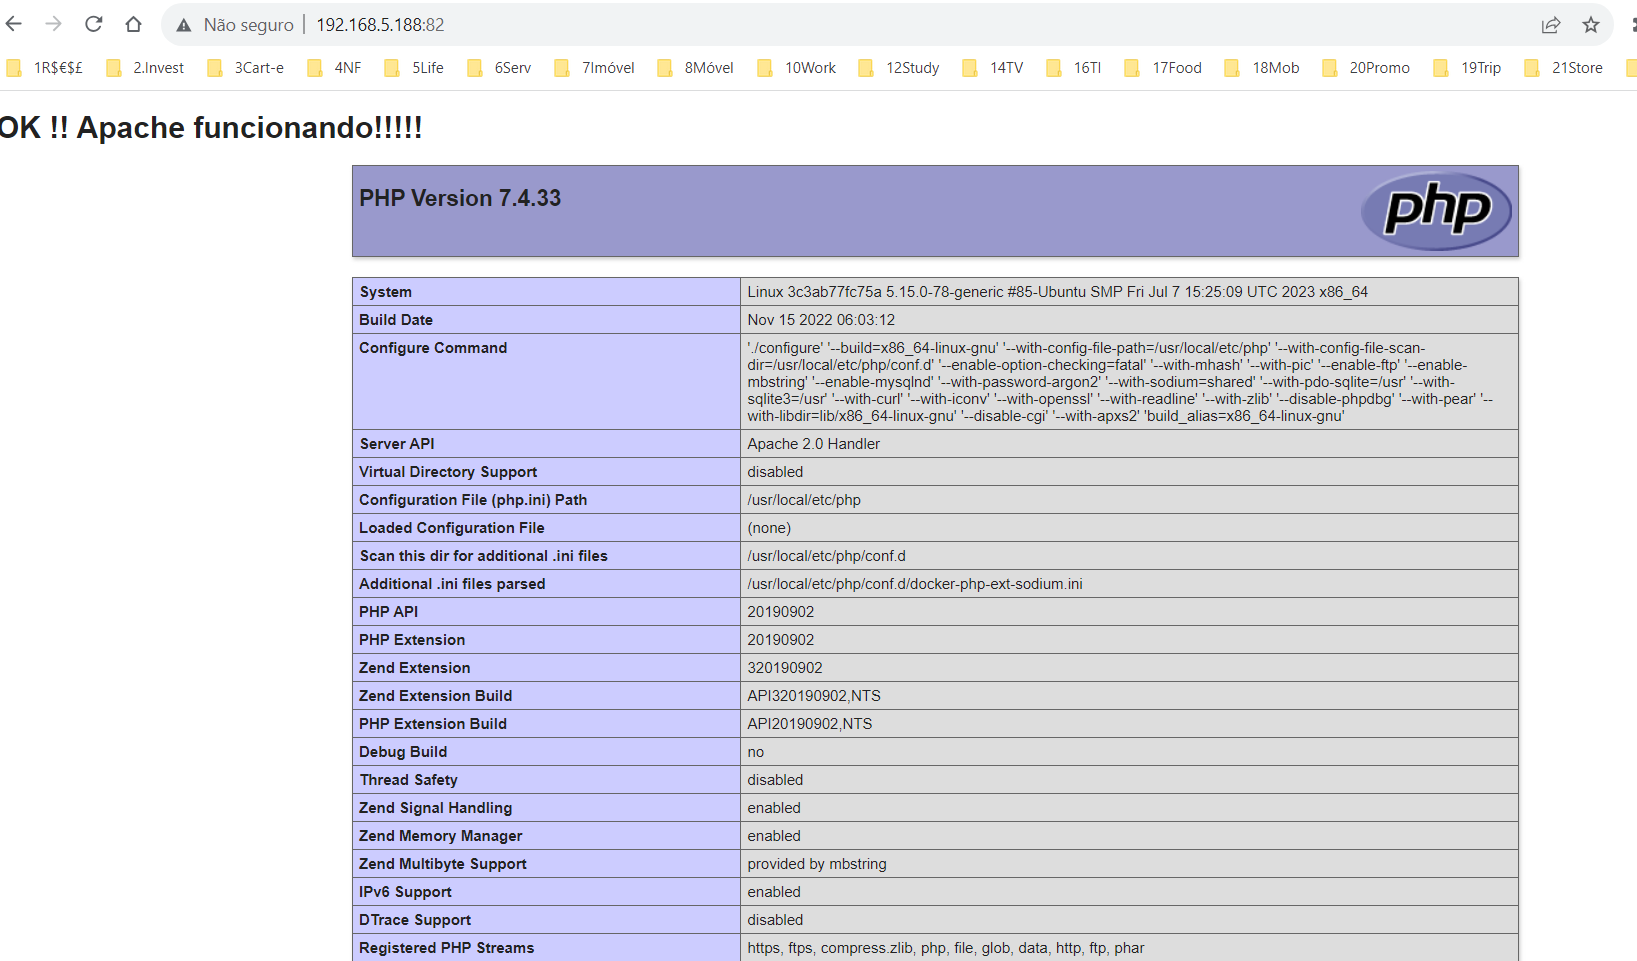 Não seguro | 192.168.5.188:82
1R$€$£ 2.Invest 3Cart-e 4NF 5Life 6Serv 7Imóvel 8Móvel 10Work 12Study 14TV 16TI 17Food 18Mob 20Promo 19Trip 21Store
OK !! Apache funcionando!!!!!
PHP Version 7.4.33
php
System Linux 3c3ab77fc75a 5.15.0-78-generic #85-Ubuntu SMP Fri Jul 7 15:25:09 UTC 2023 x86_64
Build Date Nov 15 2022 06:03:12
Configure Command './configure' '--build=x86_64-linux-gnu' '--with-config-file-path=/usr/local/etc/php' '--with-config-file-scan-
dir=/usr/local/etc/php/conf.d' '--enable-option-checking=fatal' '--with-mhash' '--with-pic' '--enable-ftp' '--enable-
mbstring' '--enable-mysqlnd' '--with-password-argon2' '--with-sodium=shared' '--with-pdo-sqlite=/usr' '--with-
sqlite3=/usr' '--with-curl' '--with-iconv' '--with-openssl' '--with-readline' '--with-zlib' '--disable-phpdbg' '--with-pear' '--
with-libdir=lib/x86_64-linux-gnu' '--disable-cgi' '--with-apxs2' 'build_alias=x86_64-linux-gnu'
Server API Apache 2.0 Handler
Virtual Directory Support disabled
Configuration File (php.ini) Path /usr/local/etc/php
Loaded Configuration File (none)
Scan this dir for additional .ini files /usr/local/etc/php/conf.d
Additional .ini files parsed /usr/local/etc/php/conf.d/docker-php-ext-sodium.ini
PHP API 20190902
PHP Extension 20190902
Zend Extension 320190902
Zend Extension Build API320190902,NTS
PHP Extension Build API20190902,NTS
Debug Build no
Thread Safety disabled
Zend Signal Handling enabled
Zend Memory Manager enabled
Zend Multibyte Support provided by mbstring
IPv6 Support enabled
DTrace Support disabled
Registered PHP Streams https, ftps, compress.zlib, php, file, glob, data, http, ftp, phar